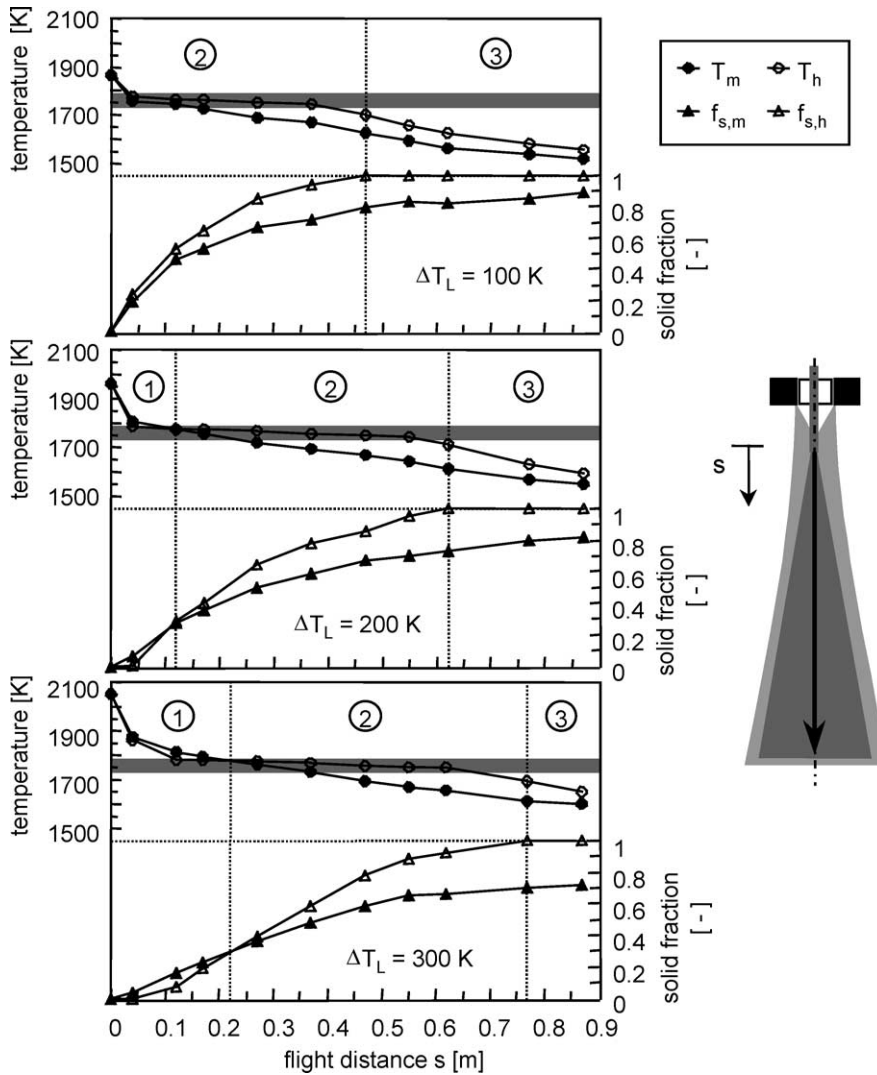 temperature [K]
2100
1900
1700
1500
2
3
T_m T_h
f_s,m f_s,h
1
0.8
0.6
0.4
0.2
0
solid fraction
[ - ]
ΔT_L = 100 K
temperature [K]
2100
1900
1700
1500
1
2
3
1
0.8
0.6
0.4
0.2
0
solid fraction
[ - ]
ΔT_L = 200 K
s
temperature [K]
2100
1900
1700
1500
1
2
3
1
0.8
0.6
0.4
0.2
0
solid fraction
[ - ]
ΔT_L = 300 K
0 0.1 0.2 0.3 0.4 0.5 0.6 0.7 0.8 0.9
flight distance s [m]